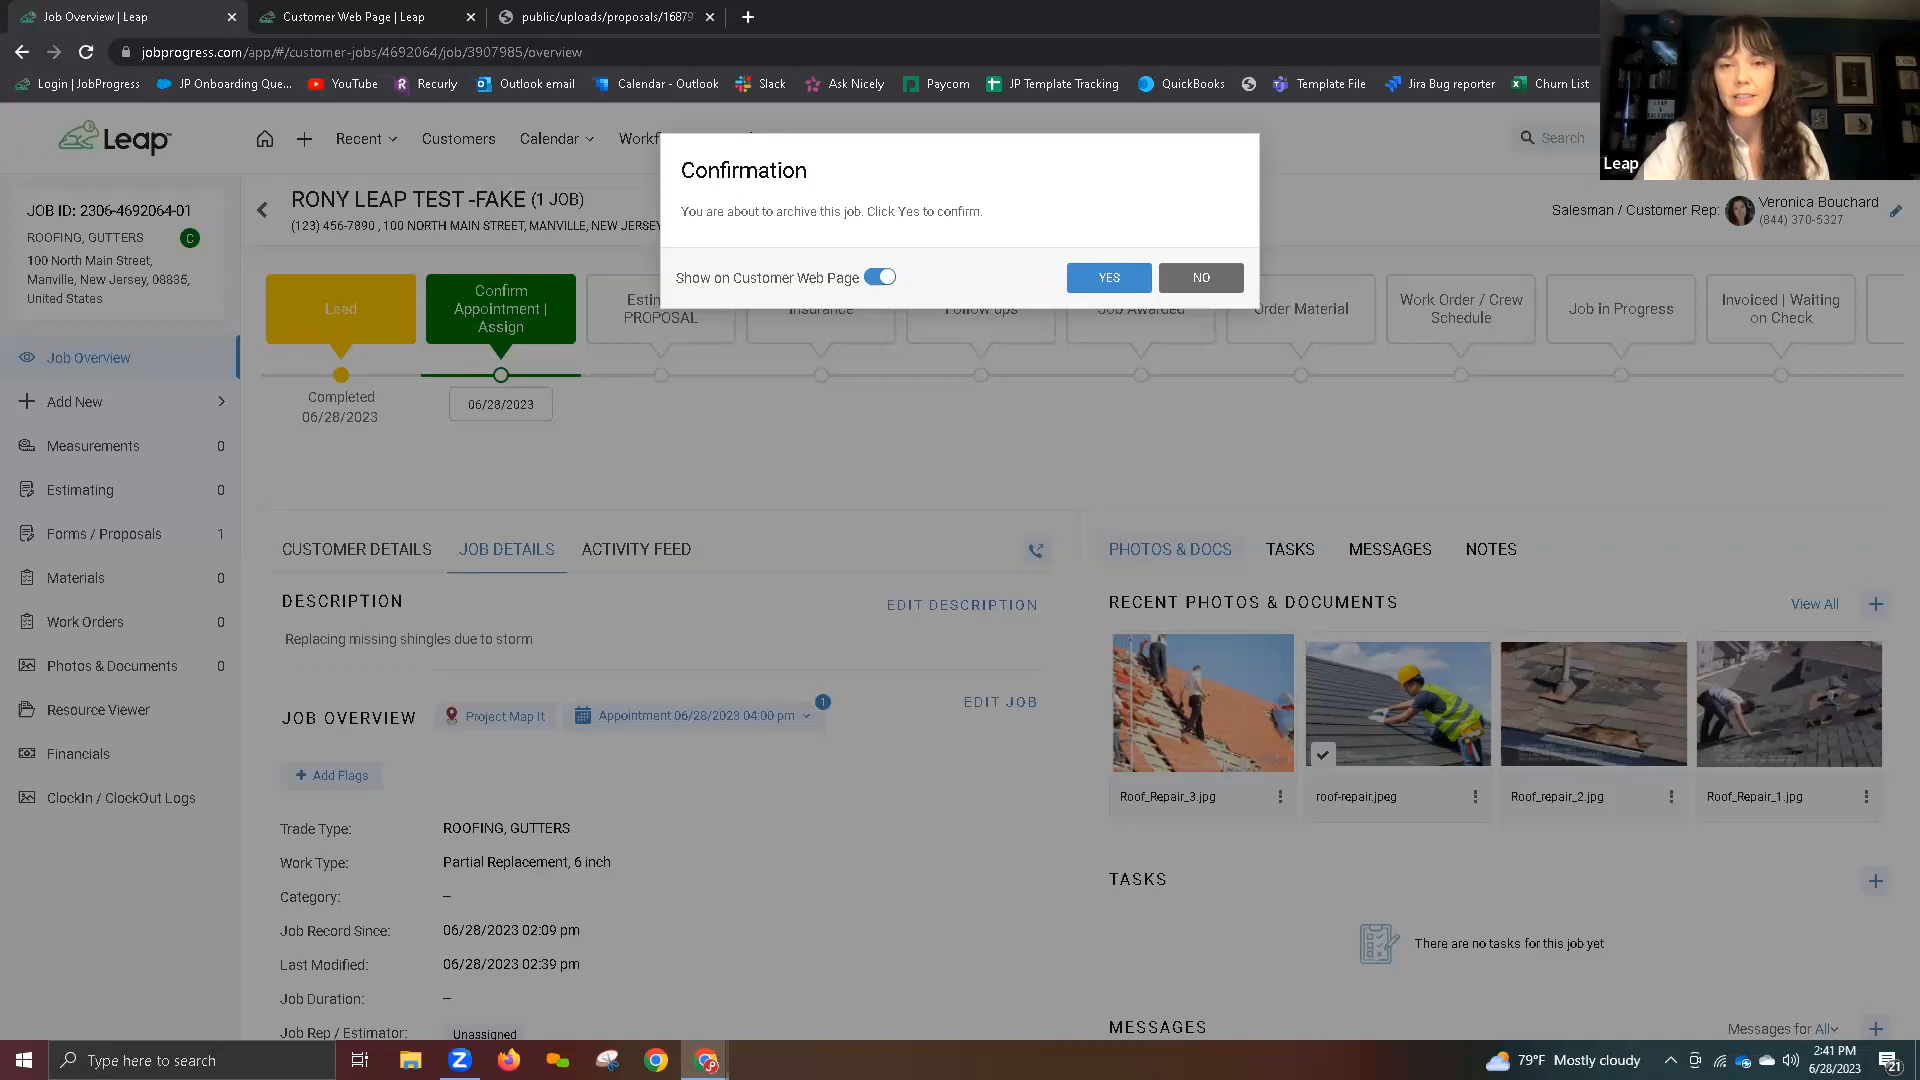 Job Overview | Leap
Customer Web Page | Leap
public/uploads/proposals/16879
jobprogress.com/app/#/customer-jobs/4692064/job/3907985/overview
Login | JobProgress
JP Onboarding Que...
YouTube
Recurly
Outlook email
Calendar - Outlook
Slack
Ask Nicely
Paycom
JP Template Tracking
QuickBooks
Template File
Jira Bug reporter
Churn List
Leap
Leap
Recent
Customers
Calendar
Search
Confirmation
You are about to archive this job. Click Yes to confirm.
Show on Customer Web Page
YES
NO
JOB ID: 2306-4692064-01
ROOFING, GUTTERS
C
100 North Main Street,
Manville, New Jersey, 08835,
United States
RONY LEAP TEST -FAKE (1 JOB)
(123) 456-7890 , 100 NORTH MAIN STREET, MANVILLE, NEW JERSEY
Salesman / Customer Rep:
Veronica Bouchard
(844) 370-5327
Lead
Confirm
Appointment |
Assign
PROPOSAL
Insurance
Follow ups
Job Awarded
Order Material
Work Order / Crew
Schedule
Job in Progress
Invoiced | Waiting
on Check
Completed
06/28/2023
06/28/2023
Job Overview
Add New
Measurements 0
Estimating 0
Forms / Proposals 1
Materials 0
Work Orders 0
Photos & Documents 0
Resource Viewer
Financials
ClockIn / ClockOut Logs
CUSTOMER DETAILS
JOB DETAILS
ACTIVITY FEED
DESCRIPTION
EDIT DESCRIPTION
Replacing missing shingles due to storm
JOB OVERVIEW
Project Map It
Appointment 06/28/2023 04:00 pm
1
EDIT JOB
Add Flags
Trade Type: ROOFING, GUTTERS
Work Type: Partial Replacement, 6 inch
Category: –
Job Record Since: 06/28/2023 02:09 pm
Last Modified: 06/28/2023 02:39 pm
Job Duration: –
Job Rep / Estimator: Unassigned
PHOTOS & DOCS
TASKS
MESSAGES
NOTES
RECENT PHOTOS & DOCUMENTS
View All
Roof_Repair_3.jpg
roof-repair.jpeg
Roof_repair_2.jpg
Roof_Repair_1.jpg
TASKS
There are no tasks for this job yet
MESSAGES
Messages for All
Type here to search
79°F Mostly cloudy
2:41 PM
6/28/2023
21